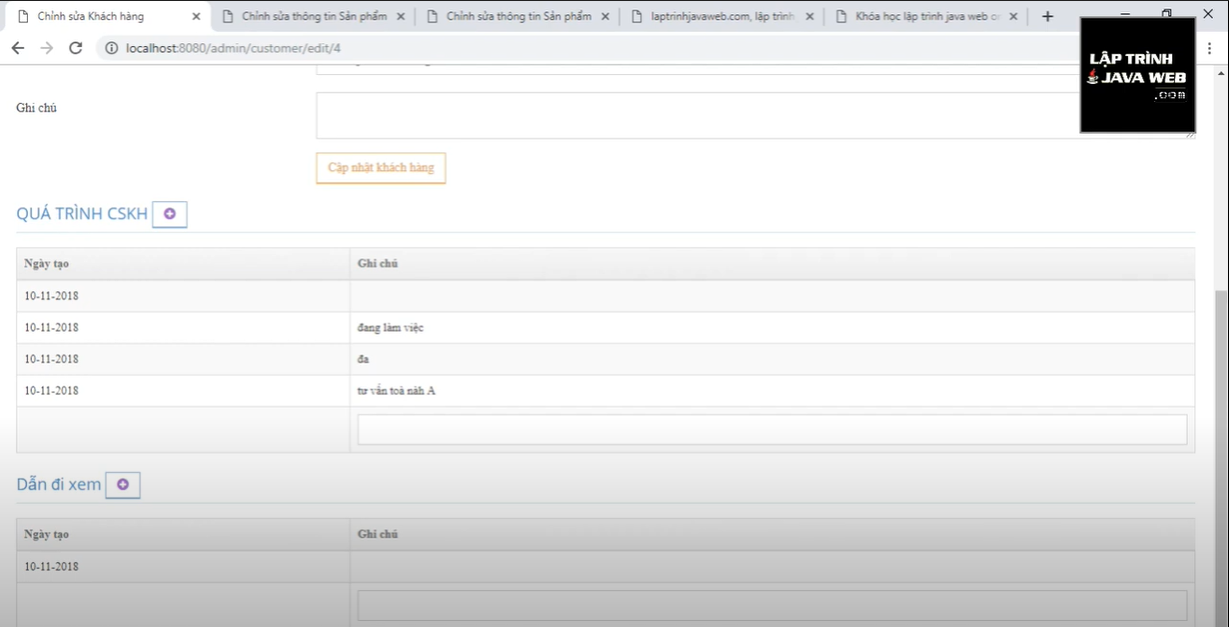 Chỉnh sửa Khách hàng
Chỉnh sửa thông tin Sản phẩm
Chỉnh sửa thông tin Sản phẩm
laptrinhjavaweb.com, lập trình
Khóa học lập trình java web
localhost:8080/admin/customer/edit/4
LẬP TRÌNH
JAVA WEB
.COM
Ghi chú
Cập nhật khách hàng
QUÁ TRÌNH CSKH
Ngày tạo Ghi chú
10-11-2018
10-11-2018 đang làm việc
10-11-2018 đa
10-11-2018 tư vấn toà nàh A
Dẫn đi xem
Ngày tạo Ghi chú
10-11-2018